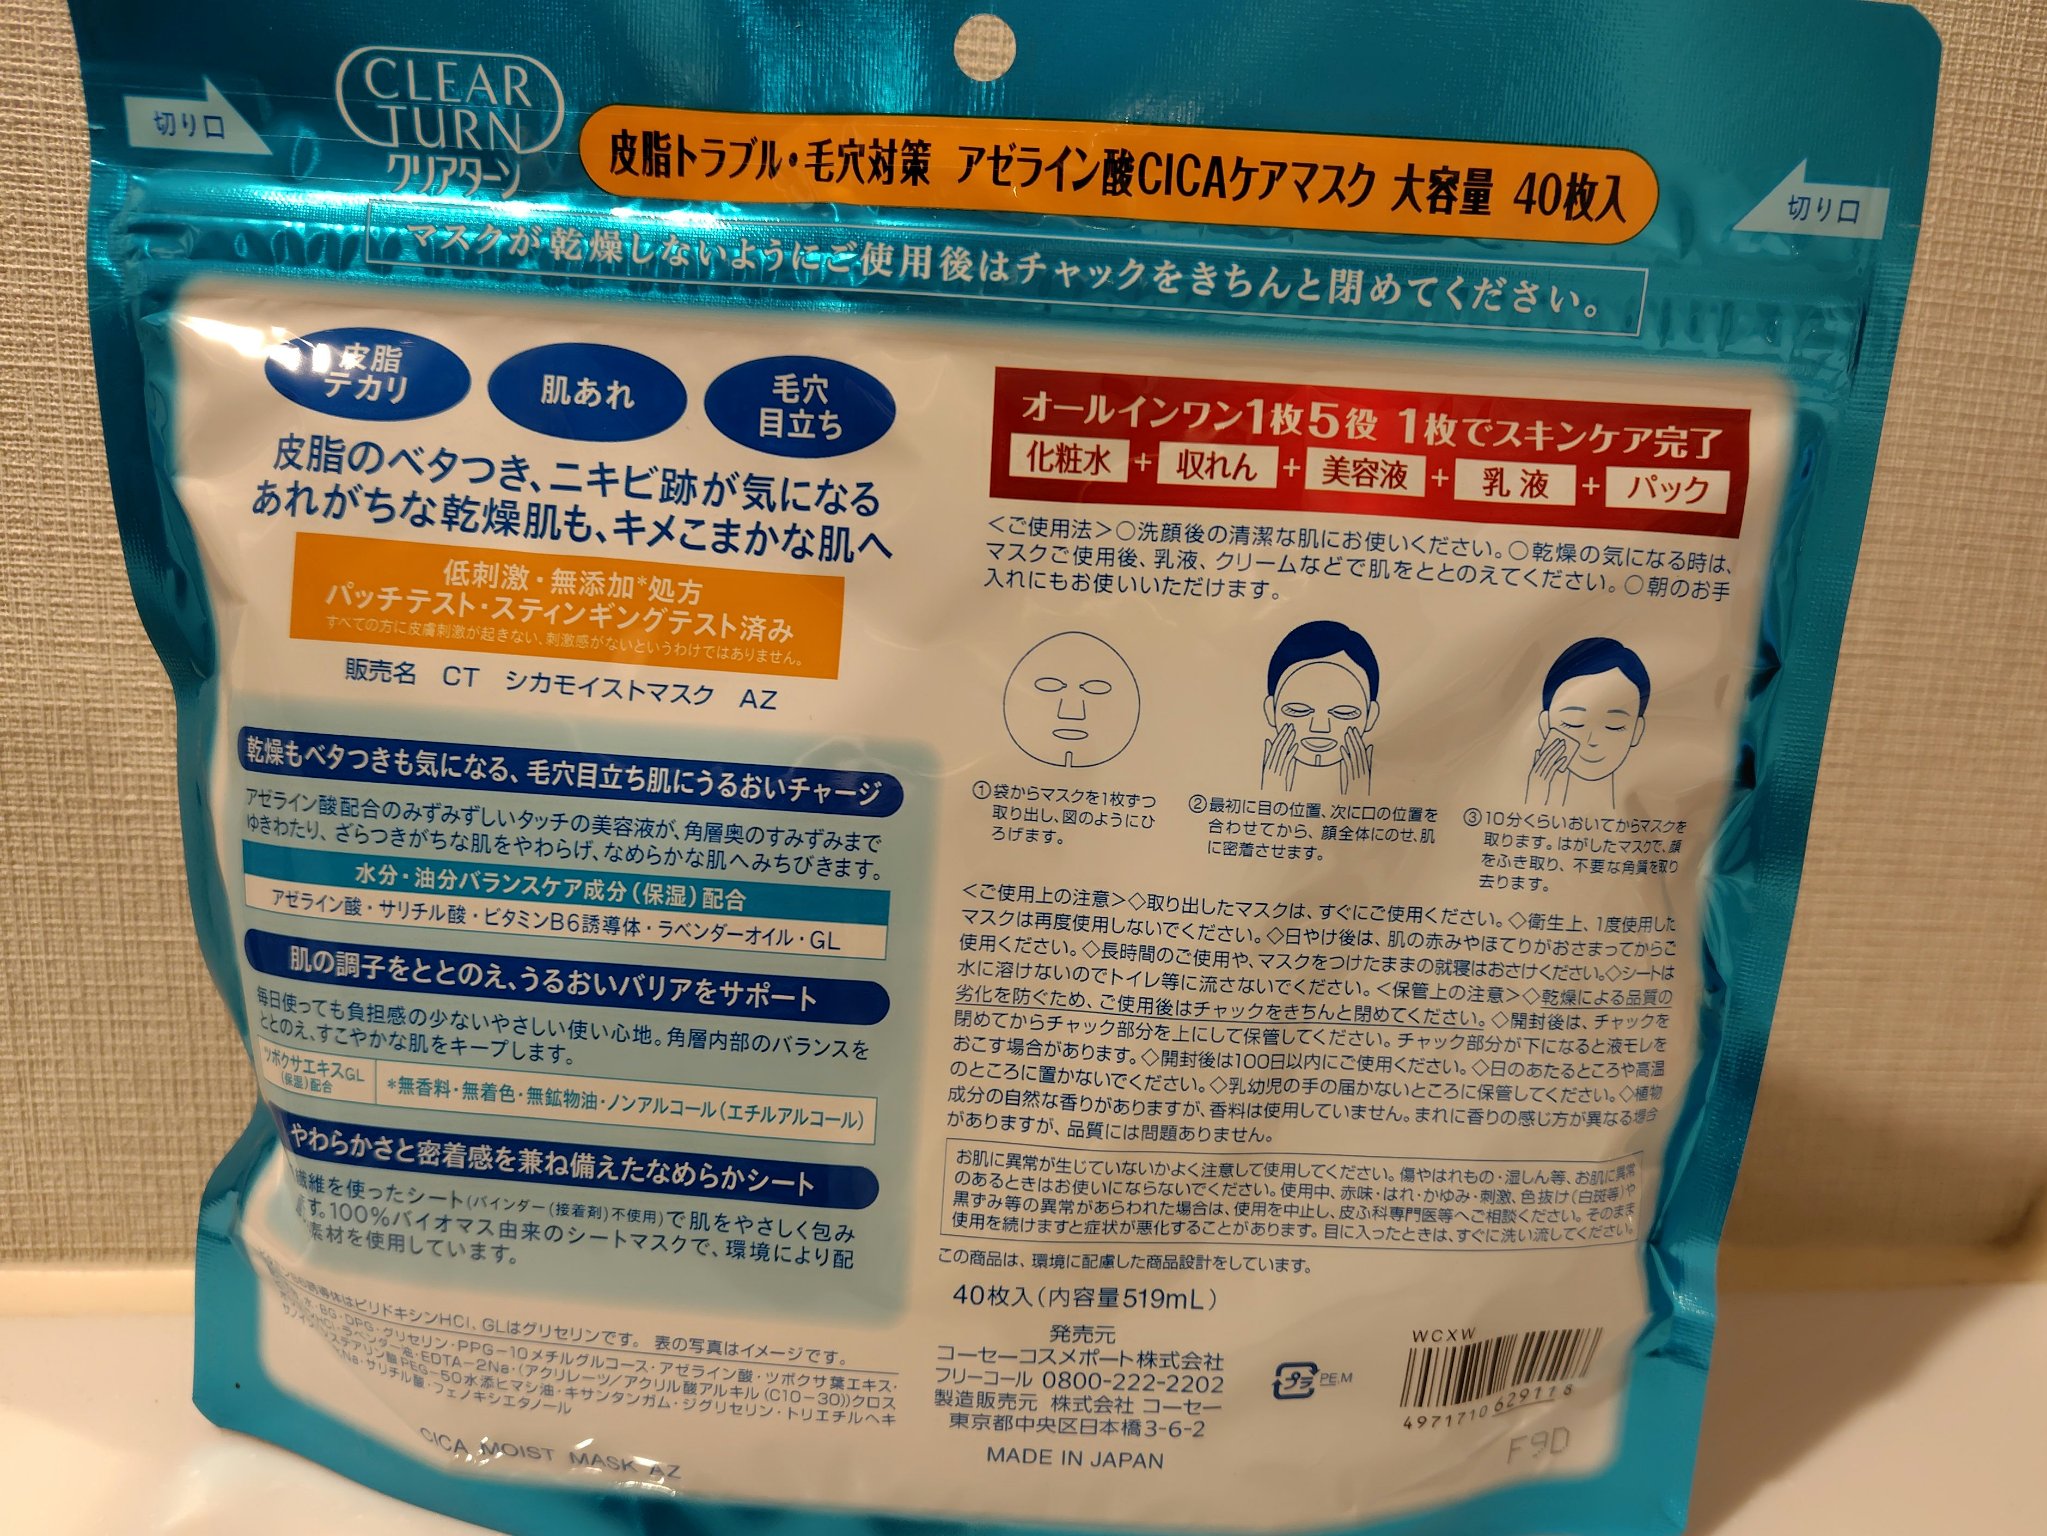 CLEAR
TURN
クリアターン
切り口
皮脂トラブル・毛穴対策 アゼライン酸CICAケアマスク 大容量 40枚入
切り口
マスクが乾燥しないようにご使用後はチャックをきちんと閉めてください。
皮脂
テカリ
肌あれ
毛穴
目立ち
皮脂のベタつき、ニキビ跡が気になる
あれがちな乾燥肌も、キメこまかな肌へ
低刺激・無添加*処方
パッチテスト・スティンギングテスト済み
すべての方に皮膚刺激が起きない、刺激感がないというわけではありません。
販売名 CT シカモイストマスク AZ
乾燥もベタつきも気になる、毛穴目立ち肌にうるおいチャージ
アゼライン酸配合のみずみずしいタッチの美容液が、角層奥のすみずみまで
ゆきわたり、ざらつきがちな肌をやわらげ、なめらかな肌へみちびきます。
水分・油分バランスケア成分(保湿)配合
アゼライン酸・サリチル酸・ビタミンB6誘導体・ラベンダーオイル・GL
肌の調子をととのえ、うるおいバリアをサポート
毎日使っても負担感の少ないやさしい使い心地。角層内部のバランスを
ととのえ、すこやかな肌をキープします。
ツボクサエキスGL
(保湿)配合
*無香料・無着色・無鉱物油・ノンアルコール(エチルアルコール)
やわらかさと密着感を兼ね備えたなめらかシート
繊維を使ったシート(バインダー(接着剤)不使用)で肌をやさしく包み
す。100%バイオマス由来のシートマスクで、環境により配
素材を使用しています。
B6誘導体はピリドキシンHCl、GLはグリセリンです。 表の写真はイメージです。
水・BG・DPG・グリセリン・PPG-10メチルグルコース・アゼライン酸・ツボクサ葉エキス・
HCl・ラベンダー油・EDTA-2Na・(アクリレーツ/アクリル酸アルキル(C10-30))クロス
ステアリン酸PEG-50水添ヒマシ油・キサンタンガム・ジグリセリン・トリエチルヘキ
Na・サリチル酸・フェノキシエタノール
CICA MOIST MASK AZ
オールインワン1枚5役 1枚でスキンケア完了
化粧水 + 収れん + 美容液 + 乳液 + パック
<ご使用法>○洗顔後の清潔な肌にお使いください。○乾燥の気になる時は、
マスクご使用後、乳液、クリームなどで肌をととのえてください。○朝のお手
入れにもお使いいただけます。
①袋からマスクを1枚ずつ
取り出し、図のようにひ
ろげます。
②最初に目の位置、次に口の位置を
合わせてから、顔全体にのせ、肌
に密着させます。
③10分くらいおいてからマスクを
取ります。はがしたマスクで、顔
をふき取り、不要な角質を取り
去ります。
<ご使用上の注意>◇取り出したマスクは、すぐにご使用ください。◇衛生上、1度使用した
マスクは再度使用しないでください。◇日やけ後は、肌の赤みやほてりがおさまってからご
使用ください。◇長時間のご使用や、マスクをつけたままの就寝はおさけください。◇シートは
水に溶けないのでトイレ等に流さないでください。<保管上の注意>◇乾燥による品質の
劣化を防ぐため、ご使用後はチャックをきちんと閉めてください。◇開封後は、チャックを
閉めてからチャック部分を上にして保管してください。チャック部分が下になると液モレを
おこす場合があります。◇開封後は100日以内にご使用ください。◇日のあたるところや高温
のところに置かないでください。◇乳幼児の手の届かないところに保管してください。◇植物
成分の自然な香りがありますが、香料は使用していません。まれに香りの感じ方が異なる場合
がありますが、品質には問題ありません。
お肌に異常が生じていないかよく注意して使用してください。傷やはれもの・湿しん等、お肌に異常
のあるときはお使いにならないでください。使用中、赤味・はれ・かゆみ・刺激、色抜け(白斑等)や
黒ずみ等の異常があらわれた場合は、使用を中止し、皮ふ科専門医等へご相談ください。そのまま
使用を続けますと症状が悪化することがあります。目に入ったときは、すぐに洗い流してください。
この商品は、環境に配慮した商品設計をしています。
40枚入(内容量519mL)
発売元
コーセーコスメポート株式会社
フリーコール 0800-222-2202
製造販売元 株式会社 コーセー
東京都中央区日本橋3-6-2
MADE IN JAPAN
プラ
PE,M
WCXW
4971710629118
F9D